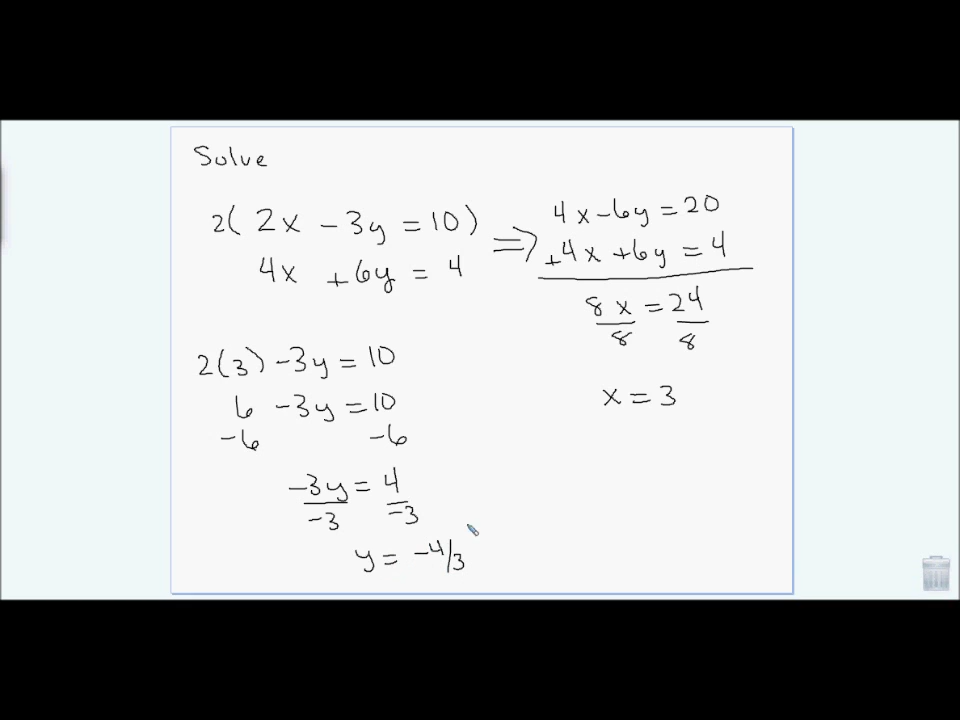 Solve
2( 2x - 3y = 10 )
4x + 6y = 4
⇒
4x - 6y = 20
+4x + 6y = 4
8x = 24
8 8
x = 3
2(3) - 3y = 10
6 - 3y = 10
-6 -6
-3y = 4
-3 -3
y = -4/3